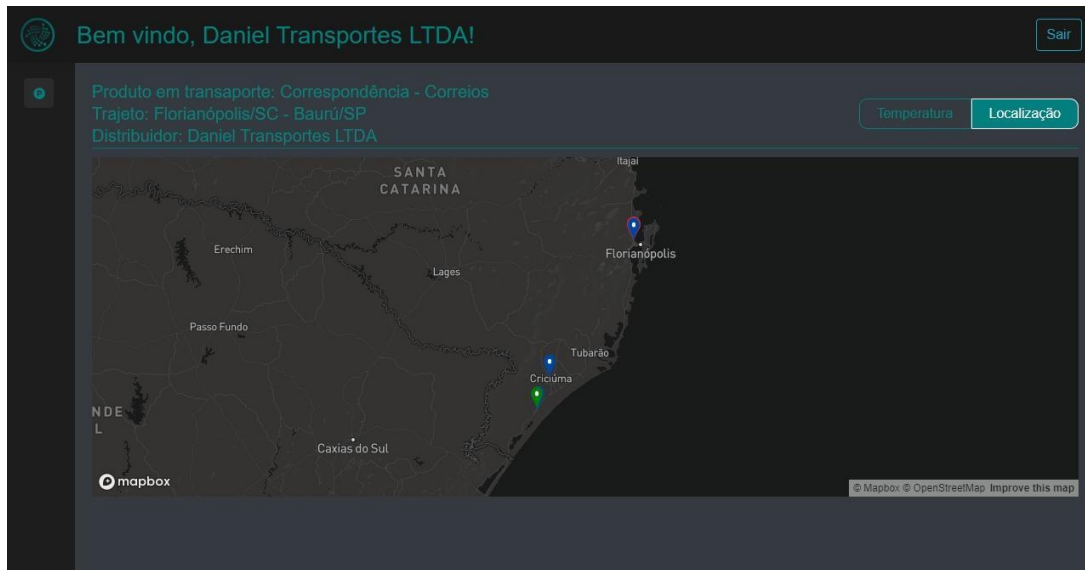 Bem vindo, Daniel Transportes LTDA!
Sair
Produto em transaporte: Correspondência - Correios
Trajeto: Florianópolis/SC - Baurú/SP
Distribuidor: Daniel Transportes LTDA
Temperatura
Localização
Itajaí
SANTA
CATARINA
Florianópolis
Erechim
Lages
Passo Fundo
Tubarão
Criciúma
NDE
L
Caxias do Sul
mapbox
© Mapbox © OpenStreetMap Improve this map